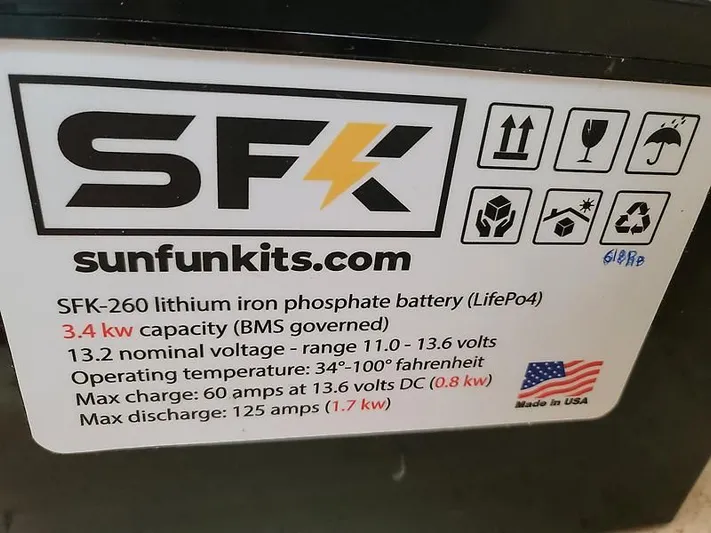 SFK
sunfunkits.com
SFK-260 lithium iron phosphate battery (LifePo4)
3.4 kw capacity (BMS governed)
13.2 nominal voltage - range 11.0 - 13.6 volts
Operating temperature: 34°-100° fahrenheit
Max charge: 60 amps at 13.6 volts DC (0.8 kw)
Max discharge: 125 amps (1.7 kw)
Made in USA